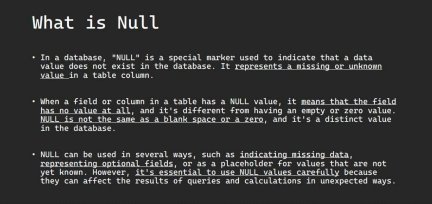 What is Null
• In a database, "NULL" is a special marker used to indicate that a data
value does not exist in the database. It represents a missing or unknown
value in a table column.
• When a field or column in a table has a NULL value, it means that the field
has no value at all, and it's different from having an empty or zero value.
NULL is not the same as a blank space or a zero, and it's a distinct value
in the database.
• NULL can be used in several ways, such as indicating missing data,
representing optional fields, or as a placeholder for values that are not
yet known. However, it's essential to use NULL values carefully because
they can affect the results of queries and calculations in unexpected ways.